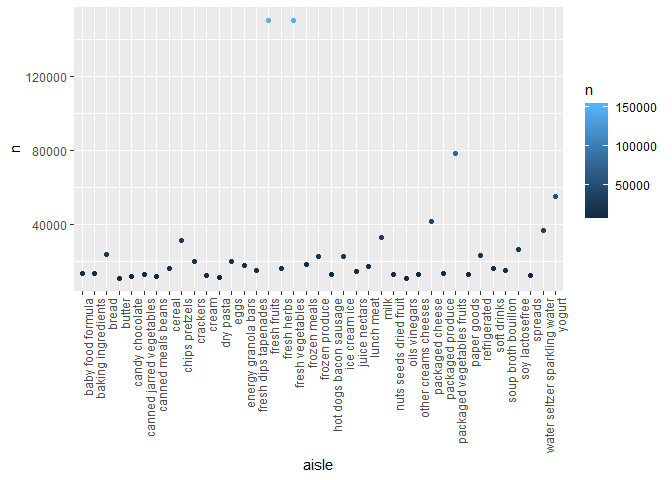 120000
80000
40000
n
n
150000
100000
50000
baby food formula
baking ingredients
bread
butter
candy chocolate
canned jarred vegetables
canned meals beans
cereal
chips pretzels
crackers
cream
dry pasta
eggs
energy granola bars
fresh dips tapenades
fresh fruits
fresh herbs
fresh vegetables
frozen meals
frozen produce
hot dogs bacon sausage
ice cream ice
juice nectars
lunch meat
milk
nuts seeds dried fruit
oils vinegars
other creams cheeses
packaged cheese
packaged produce
packaged vegetables fruits
paper goods
refrigerated
soft drinks
soup broth bouillon
soy lactosefree
spreads
water seltzer sparkling water
yogurt
aisle